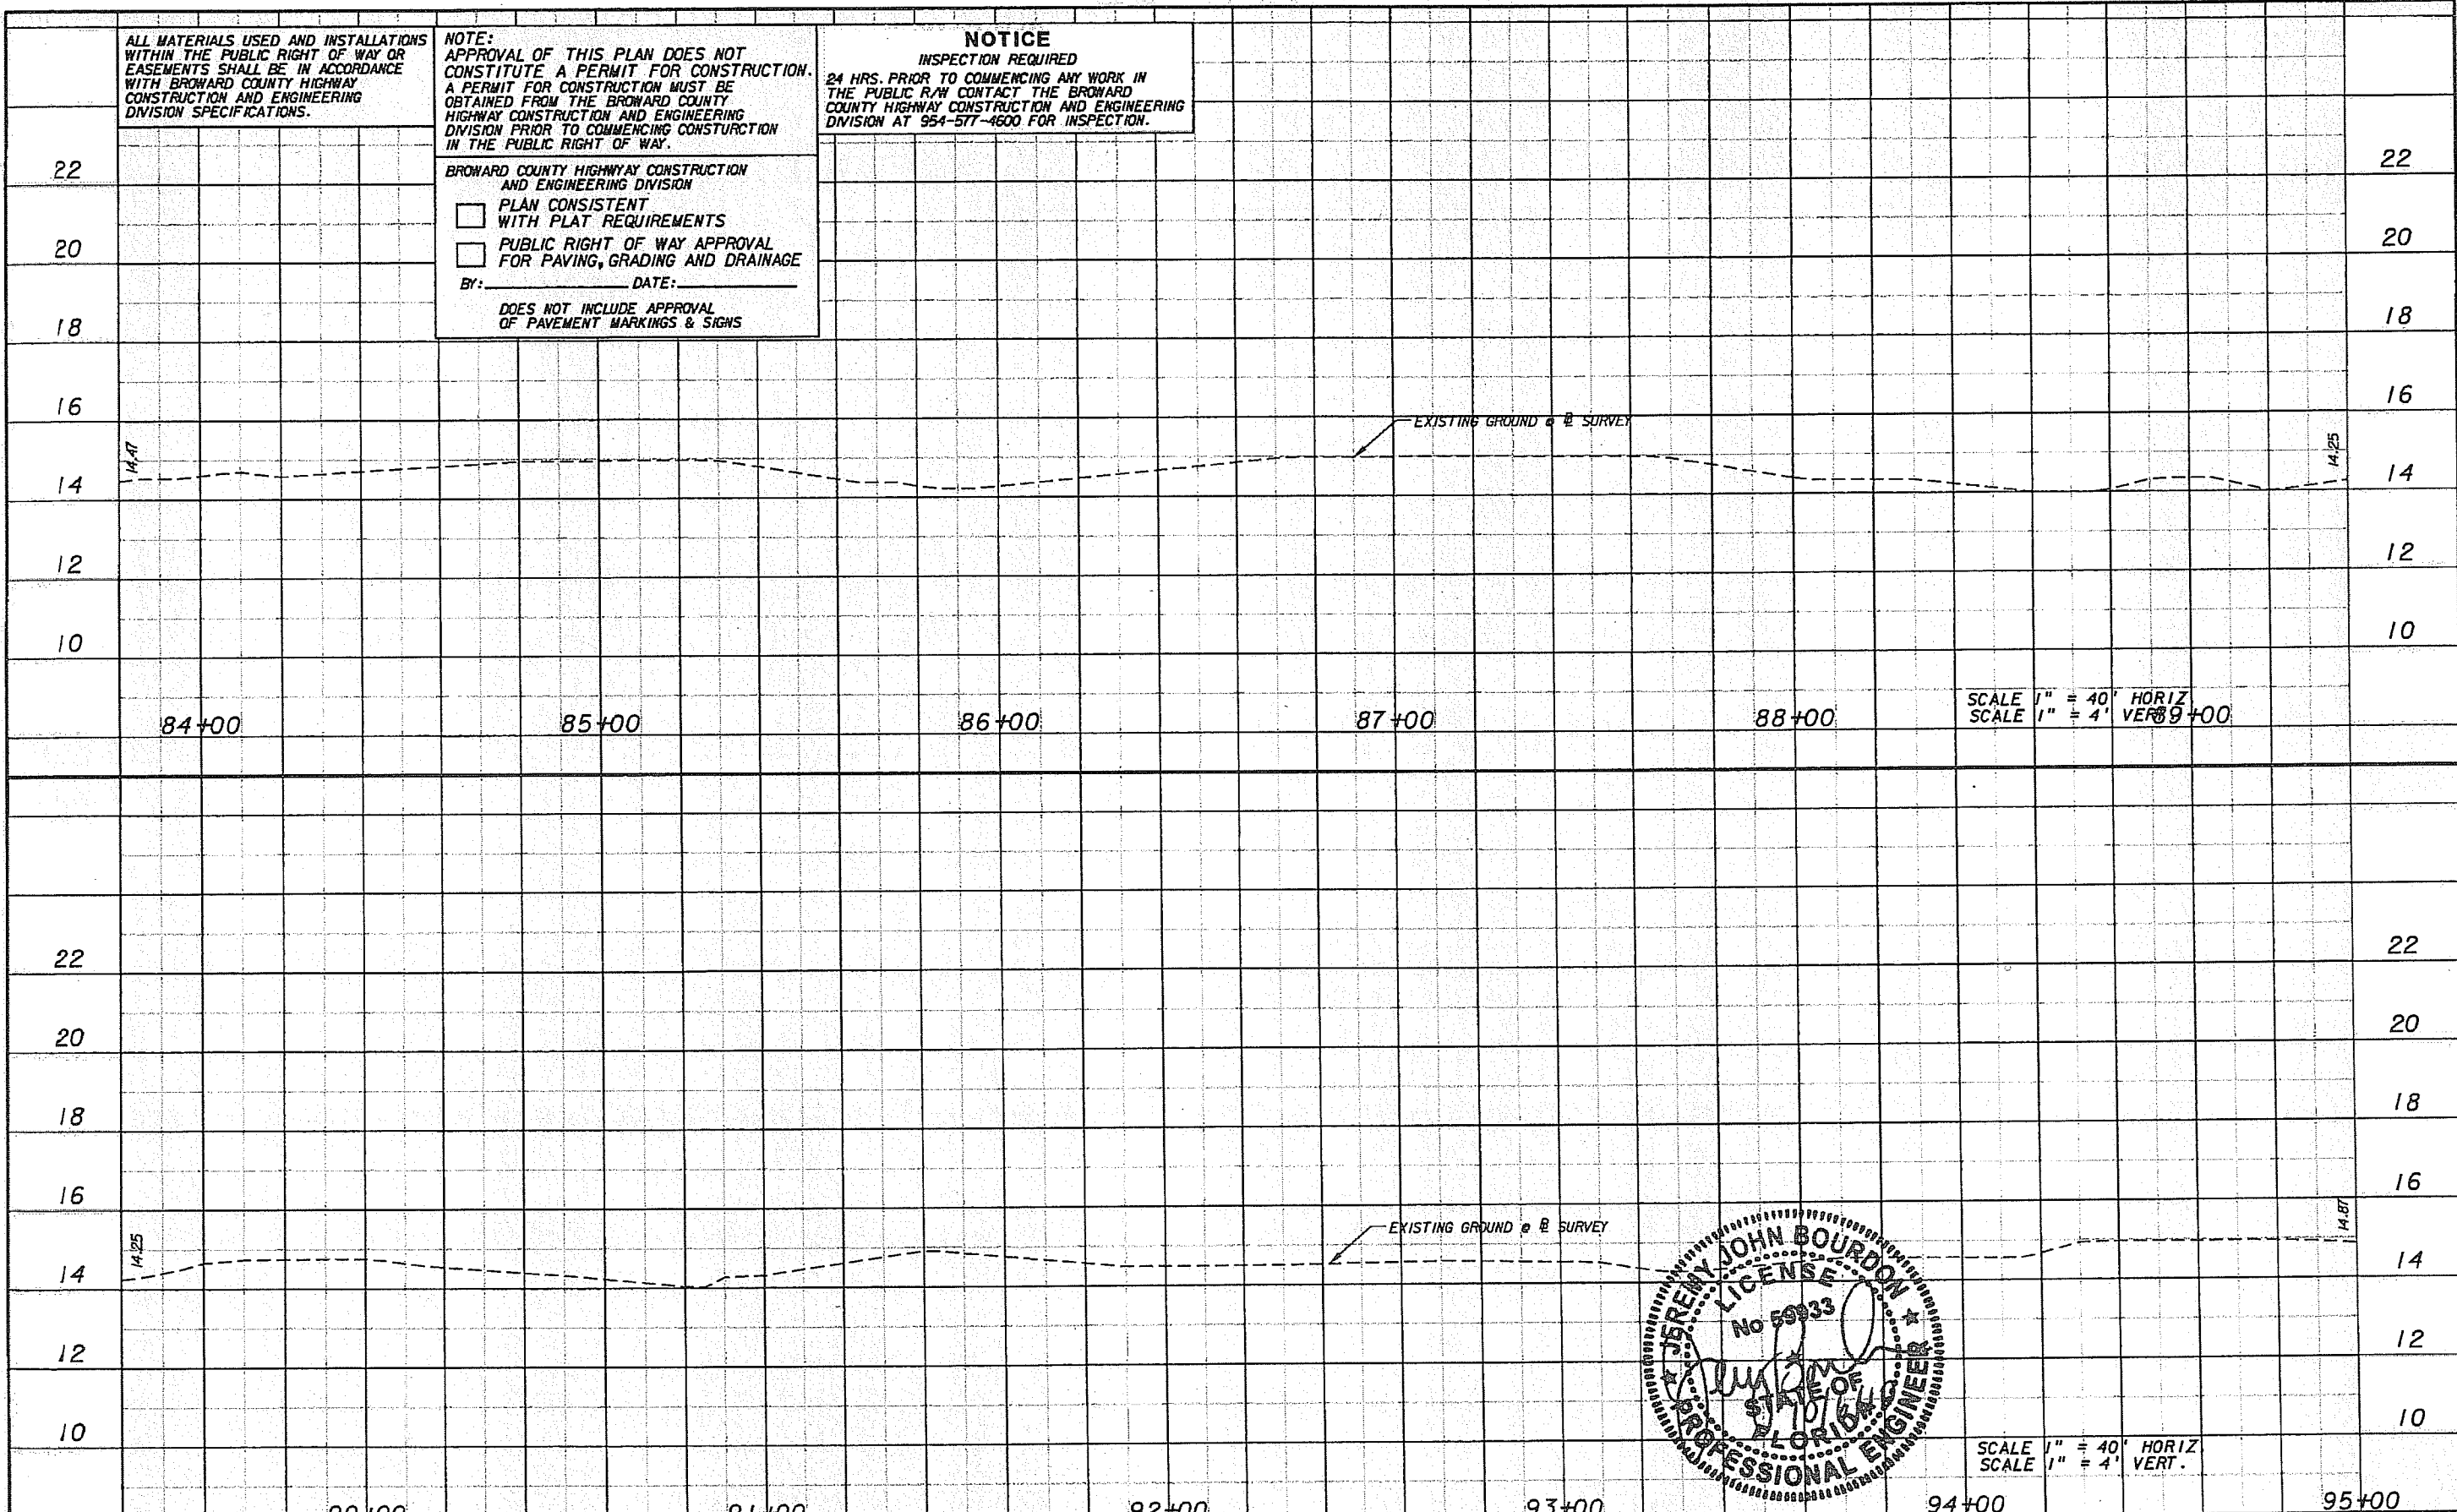 ALL MATERIALS USED AND INSTALLATIONS
WITHIN THE PUBLIC RIGHT OF WAY OR
EASEMENTS SHALL BE IN ACCORDANCE
WITH BROWARD COUNTY HIGHWAY
CONSTRUCTION AND ENGINEERING
DIVISION SPECIFICATIONS.
NOTE:
APPROVAL OF THIS PLAN DOES NOT
CONSTITUTE A PERMIT FOR CONSTRUCTION.
A PERMIT FOR CONSTRUCTION MUST BE
OBTAINED FROM THE BROWARD COUNTY
HIGHWAY CONSTRUCTION AND ENGINEERING
DIVISION PRIOR TO COMMENCING CONSTURCTION
IN THE PUBLIC RIGHT OF WAY.
BROWARD COUNTY HIGHWYAY CONSTRUCTION
AND ENGINEERING DIVISION
PLAN CONSISTENT
WITH PLAT REQUIREMENTS
PUBLIC RIGHT OF WAY APPROVAL
FOR PAVING, GRADING AND DRAINAGE
BY: DATE:
DOES NOT INCLUDE APPROVAL
OF PAVEMENT MARKINGS & SIGNS
NOTICE
INSPECTION REQUIRED
24 HRS. PRIOR TO COMMENCING ANY WORK IN
THE PUBLIC R/W CONTACT THE BROWARD
COUNTY HIGHWAY CONSTRUCTION AND ENGINEERING
DIVISION AT 954-577-4600 FOR INSPECTION.
22 22
20 20
18 18
16 16
EXISTING GROUND @ ⅊ SURVEY
14.47 14.25
14 14
12 12
10 10
SCALE 1" = 40' HORIZ
SCALE 1" = 4' VERT
84+00 85+00 86+00 87+00 88+00 89+00
22 22
20 20
18 18
16 16
EXISTING GROUND @ ⅊ SURVEY
14.25 14.87
14 14
12 12
10 10
JEREMY JOHN BOURDON
LICENSE
No 59933
STATE OF
FLORIDA
PROFESSIONAL ENGINEER
SCALE 1" = 40' HORIZ
SCALE 1" = 4' VERT.
90+00 91+00 92+00 93+00 94+00 95+00